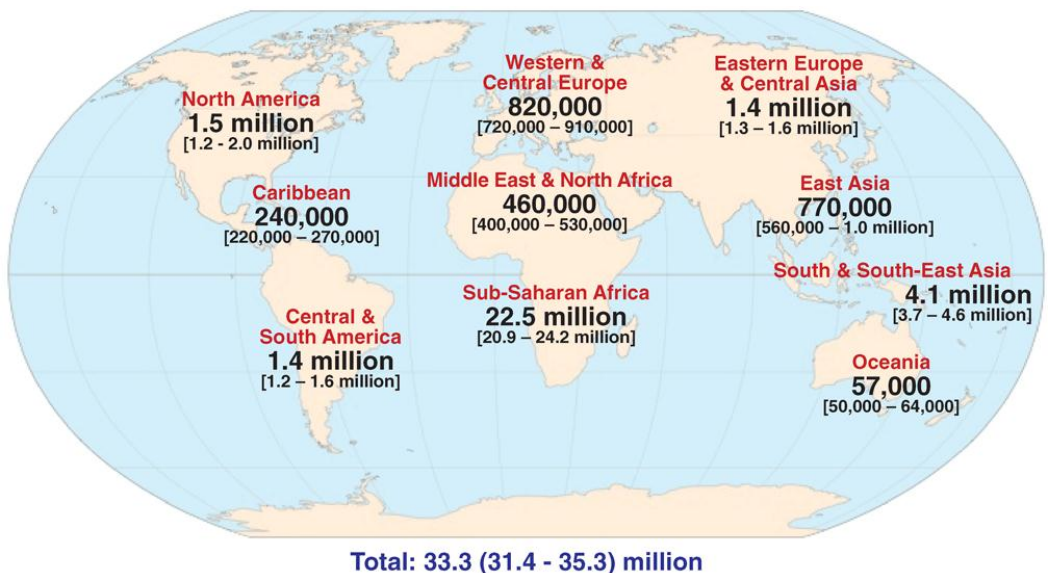 Western &
Central Europe
820,000
[720,000 – 910,000]
Eastern Europe
& Central Asia
1.4 million
[1.3 – 1.6 million]
North America
1.5 million
[1.2 - 2.0 million]
Caribbean
240,000
[220,000 – 270,000]
Middle East & North Africa
460,000
[400,000 – 530,000]
East Asia
770,000
[560,000 – 1.0 million]
South & South-East Asia
4.1 million
[3.7 – 4.6 million]
Sub-Saharan Africa
22.5 million
[20.9 – 24.2 million]
Central &
South America
1.4 million
[1.2 – 1.6 million]
Oceania
57,000
[50,000 – 64,000]
Total: 33.3 (31.4 - 35.3) million